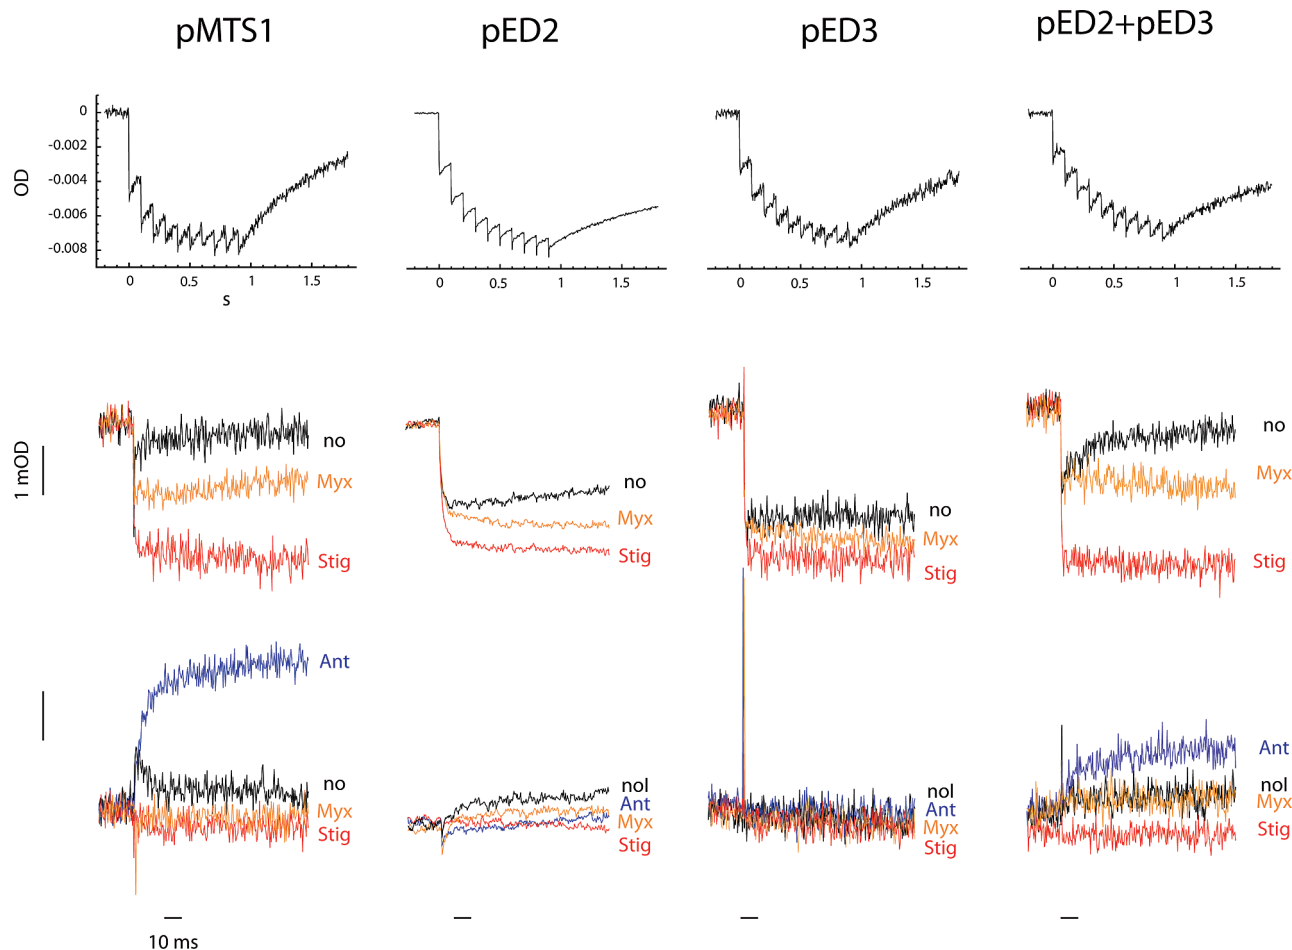 pMTS1 pED2 pED3 pED2+pED3
0
-0.002
-0.004
-0.006
-0.008
OD
0 0.5 1 1.5
s
0 0.5 1 1.5
0 0.5 1 1.5
0 0.5 1 1.5
1 mOD
no
Myx
Stig
no
Myx
Stig
no
Myx
Stig
no
Myx
Stig
Ant
no
Myx
Stig
nol
Ant
Myx
Stig
nol
Ant
Myx
Stig
Ant
nol
Myx
Stig
10 ms